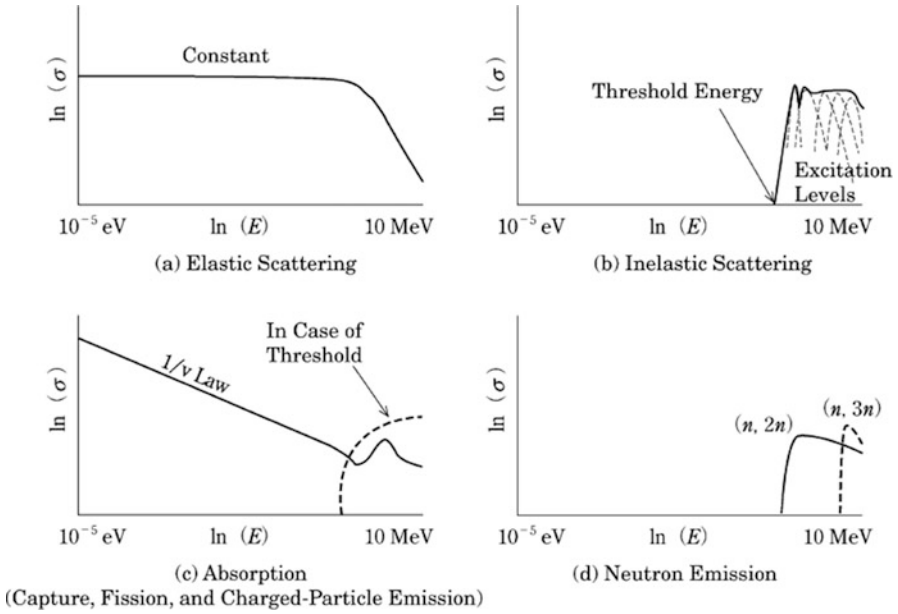 Constant
ln (σ)
10⁻⁵ eV ln (E) 10 MeV
(a) Elastic Scattering
Threshold Energy
Excitation
Levels
ln (σ)
10⁻⁵ eV ln (E) 10 MeV
(b) Inelastic Scattering
In Case of
Threshold
1/v Law
ln (σ)
10⁻⁵ eV ln (E) 10 MeV
(c) Absorption
(Capture, Fission, and Charged-Particle Emission)
(n, 3n)
(n, 2n)
ln (σ)
10⁻⁵ eV ln (E) 10 MeV
(d) Neutron Emission